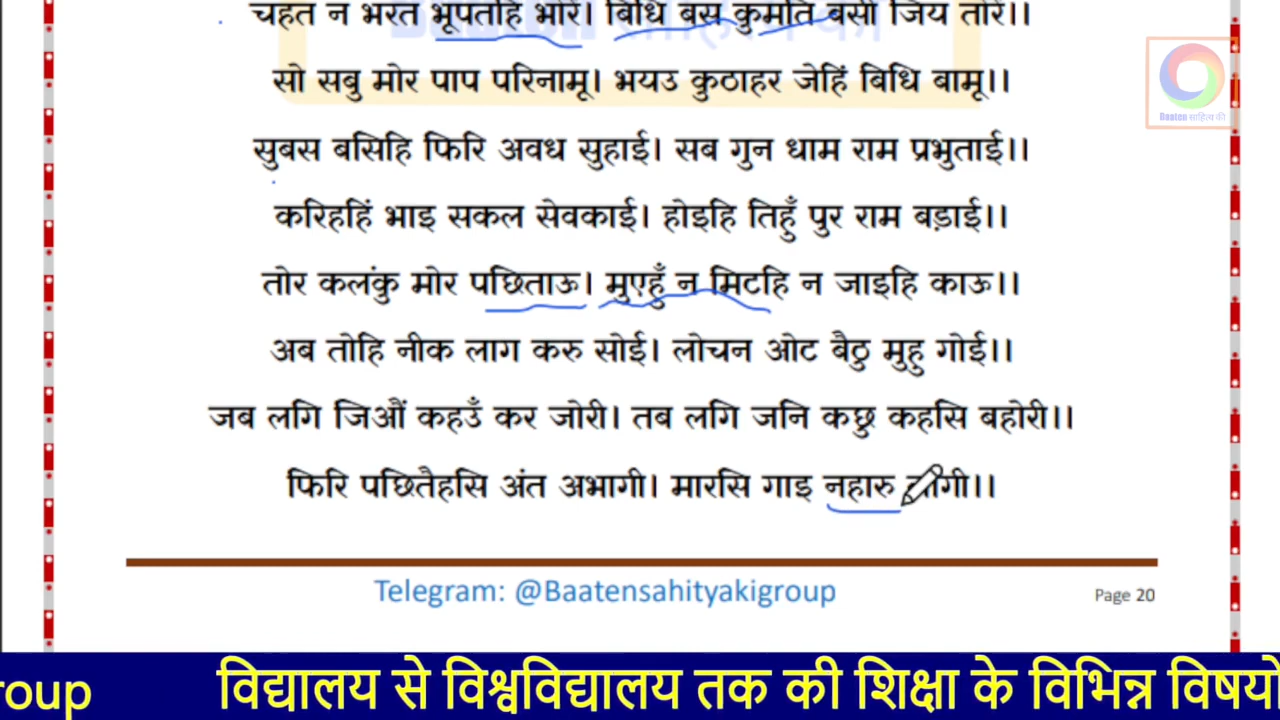 चहत न भरत भूपतहि भोरें। बिधि बस कुमति बसी जिय तोरें।।
सो सबु मोर पाप परिनामू। भयउ कुठाहर जेहिं बिधि बामू।।
सुबस बसिहि फिरि अवध सुहाई। सब गुन धाम राम प्रभुताई।।
करिहहिं भाइ सकल सेवकाई। होइहि तिहुँ पुर राम बड़ाई।।
तोर कलंकु मोर पछिताऊ। मुएहुँ न मिटहि न जाइहि काऊ।।
अब तोहि नीक लाग करु सोई। लोचन ओट बैठु मुहु गोई।।
जब लगि जिऔं कहउँ कर जोरी। तब लगि जनि कछु कहसि बहोरी।।
फिरि पछितैहसि अंत अभागी। मारसि गाइ नहारु
Telegram: @Baatensahityakigroup
Page 20
Baaten साहित्य की
roup विद्यालय से विश्वविद्यालय तक की शिक्षा के विभिन्न विषयो